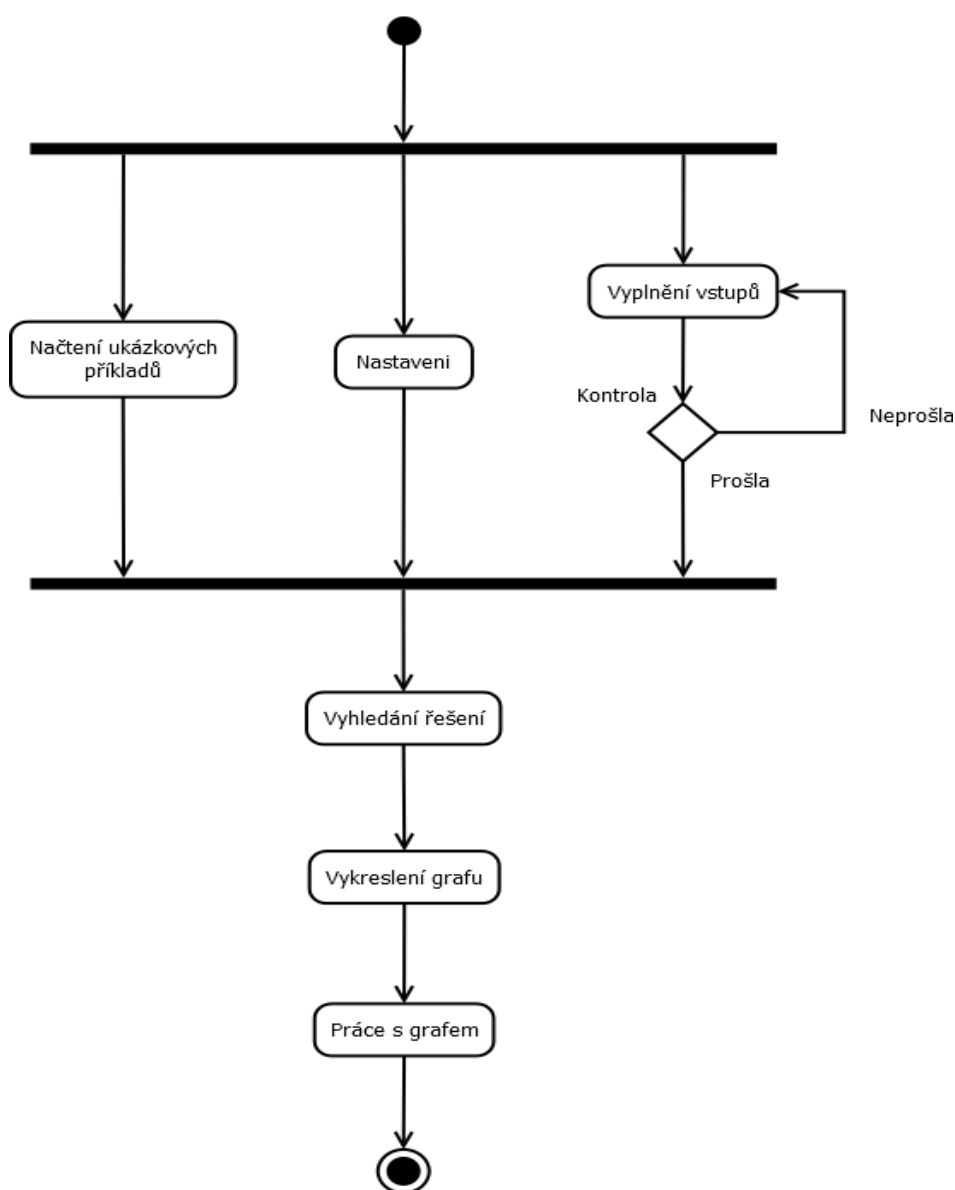 Vyplnění vstupů
Načtení ukázkových
příkladů
Nastaveni
Kontrola
Neprošla
Prošla
Vyhledání řešení
Vykreslení grafu
Práce s grafem